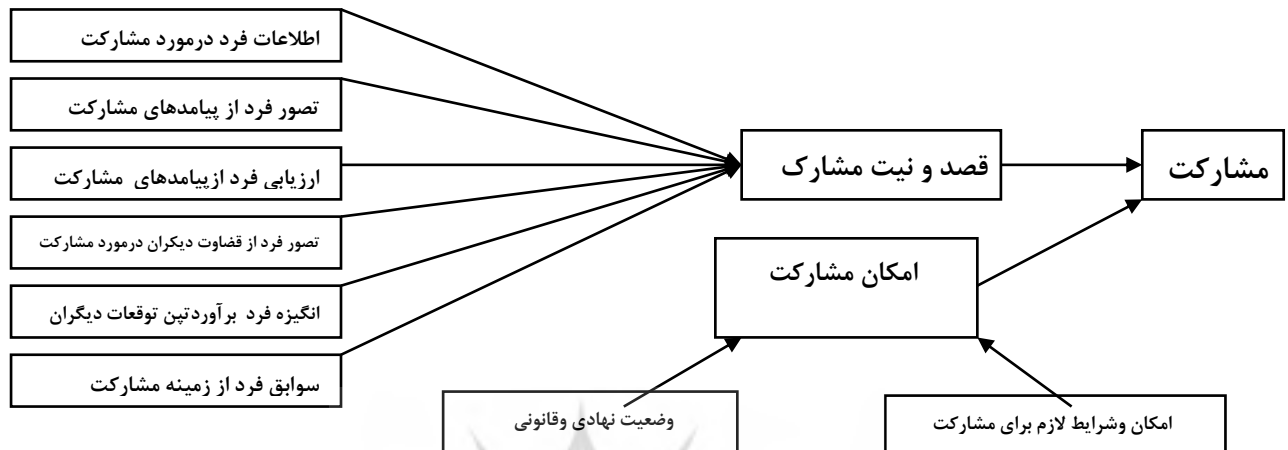 اطلاعات فرد درمورد مشارکت
تصور فرد از پیامدهای مشارکت
ارزیابی فرد ازپیامدهای مشارکت
تصور فرد از قضاوت دیکران درمورد مشارکت
انگیزه فرد برآوردتپن توقعات دیگران
سوابق فرد از زمینه مشارکت
قصد و نیت مشارک
مشارکت
امکان مشارکت
وضعیت نهادی وقانونی
امکان وشرایط لازم برای مشارکت